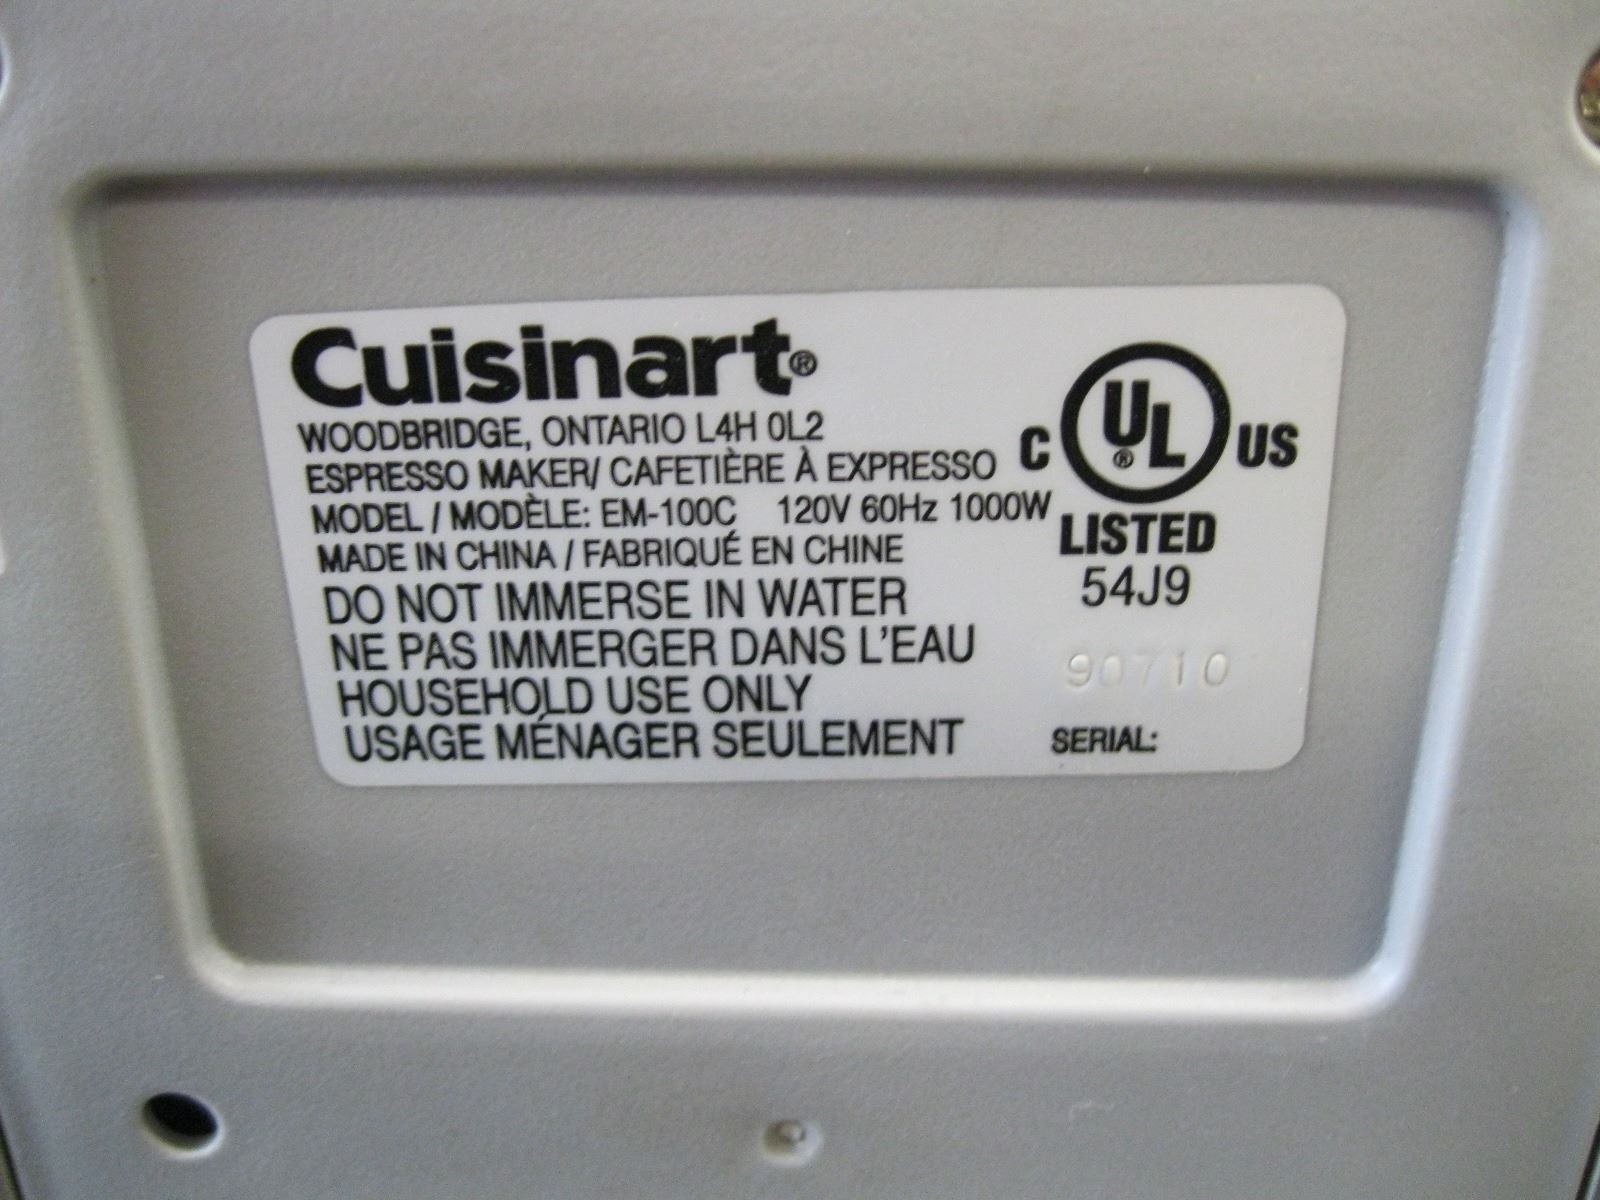 Cuisinart®
WOODBRIDGE, ONTARIO L4H 0L2
ESPRESSO MAKER/ CAFETIÈRE À EXPRESSO
MODEL / MODÈLE: EM-100C 120V 60Hz 1000W
MADE IN CHINA / FABRIQUÉ EN CHINE
DO NOT IMMERSE IN WATER
NE PAS IMMERGER DANS L'EAU
HOUSEHOLD USE ONLY
USAGE MÉNAGER SEULEMENT
C UL® US
LISTED
54J9
90710
SERIAL: